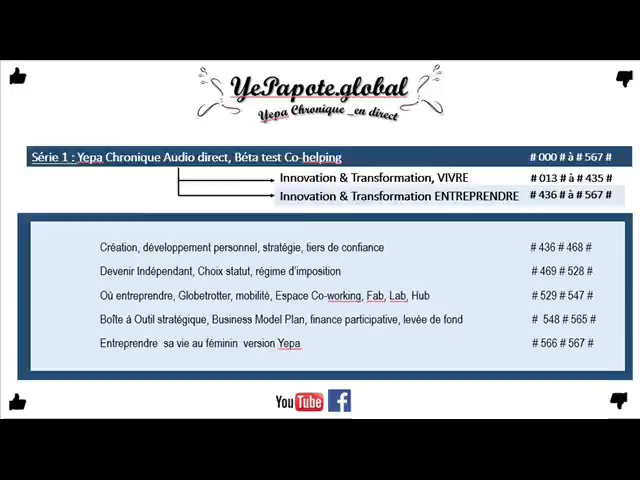 YePapote.global
Yepa Chronique _en direct
Série 1 : Yepa Chronique Audio direct, Béta test Co-helping # 000 # à # 567 #
Innovation & Transformation, VIVRE # 013 # à # 435 #
Innovation & Transformation ENTREPRENDRE # 436 # à # 567 #
Création, développement personnel, stratégie, tiers de confiance # 436 # 468 #
Devenir Indépendant, Choix statut, régime d'imposition # 469 # 528 #
Où entreprendre, Globetrotter, mobilité, Espace Co-working, Fab, Lab, Hub # 529 # 547 #
Boîte à Outil stratégique, Business Model Plan, finance participative, levée de fond # 548 # 565 #
Entreprendre sa vie au féminin version Yepa # 566 # 567 #
YouTube f